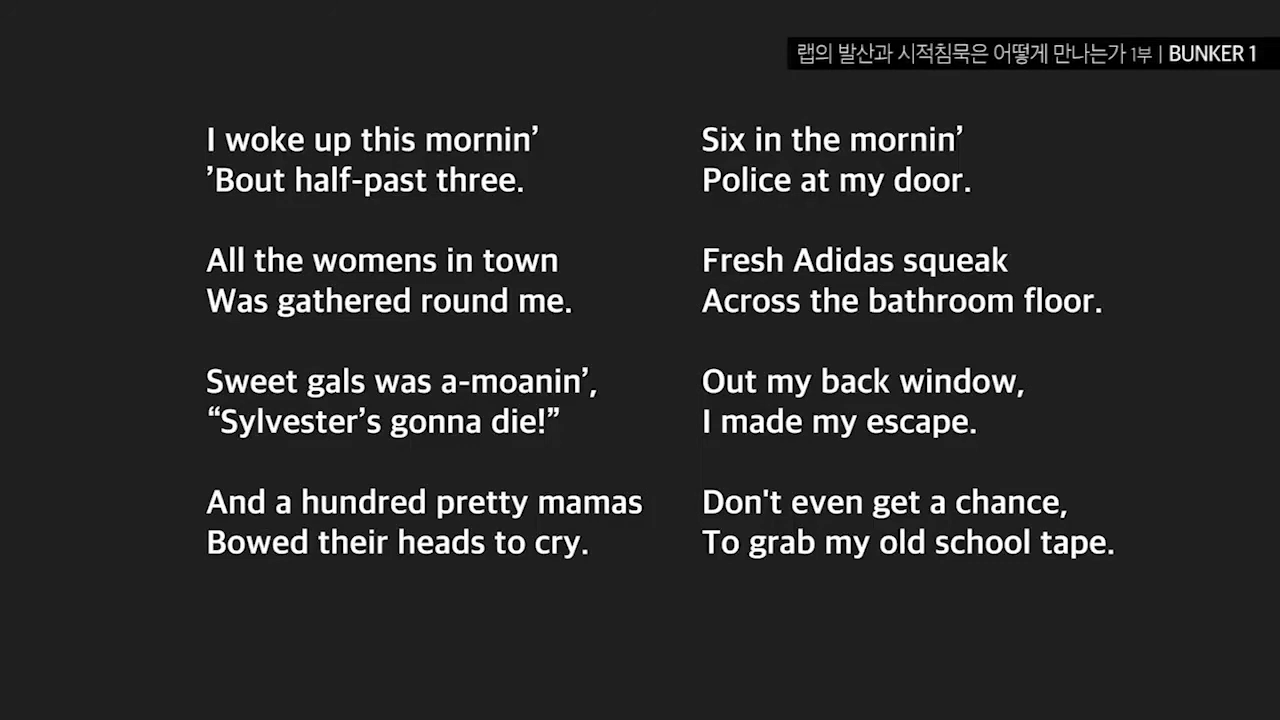 랩의 발산과 시적침묵은 어떻게 만나는가 1부 | BUNKER 1
I woke up this mornin’
’Bout half-past three.
All the womens in town
Was gathered round me.
Sweet gals was a-moanin’,
“Sylvester’s gonna die!”
And a hundred pretty mamas
Bowed their heads to cry.
Six in the mornin’
Police at my door.
Fresh Adidas squeak
Across the bathroom floor.
Out my back window,
I made my escape.
Don't even get a chance,
To grab my old school tape.